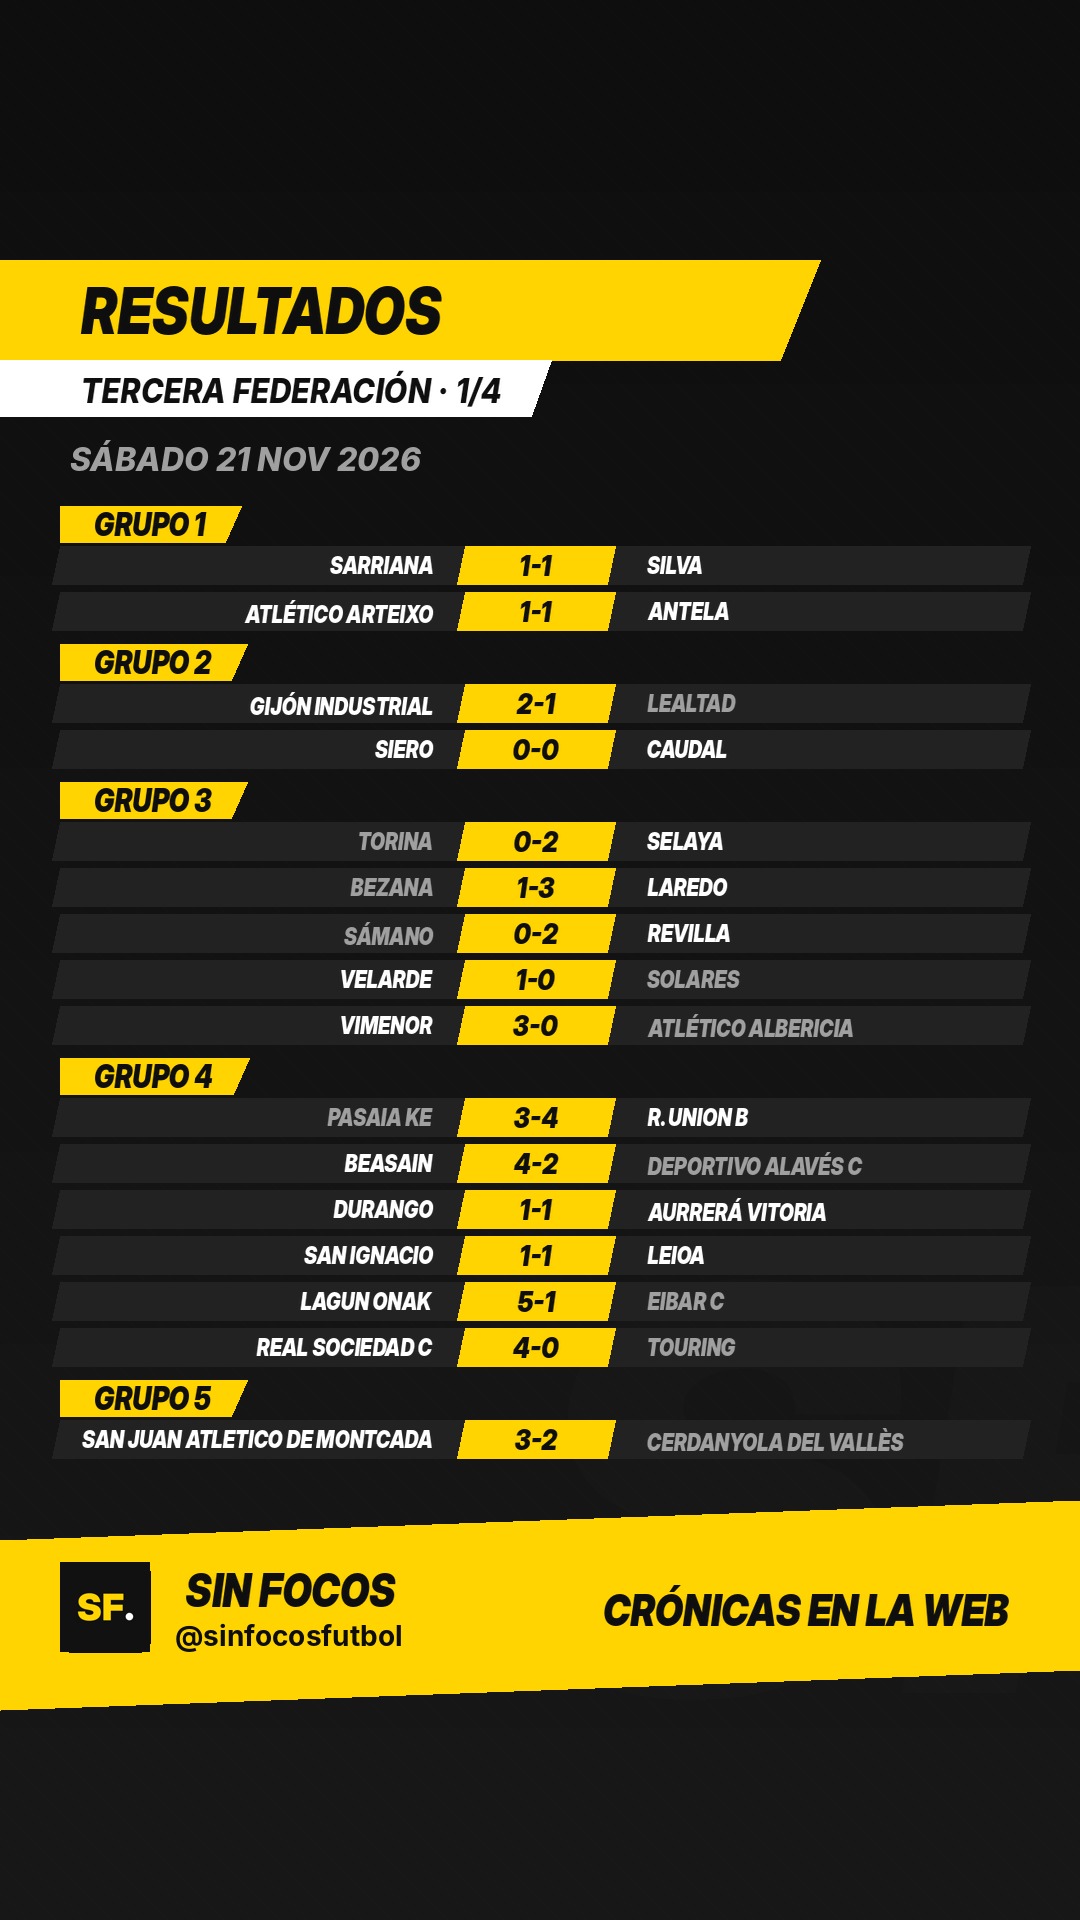 RESULTADOS
TERCERA FEDERACIÓN · 1/4
SÁBADO 21 NOV 2026
GRUPO 1
SARRIANA 1-1 SILVA
ATLÉTICO ARTEIXO 1-1 ANTELA
GRUPO 2
GIJÓN INDUSTRIAL 2-1 LEALTAD
SIERO 0-0 CAUDAL
GRUPO 3
TORINA 0-2 SELAYA
BEZANA 1-3 LAREDO
SÁMANO 0-2 REVILLA
VELARDE 1-0 SOLARES
VIMENOR 3-0 ATLÉTICO ALBERICIA
GRUPO 4
PASAIA KE 3-4 R. UNION B
BEASAIN 4-2 DEPORTIVO ALAVÉS C
DURANGO 1-1 AURRERÁ VITORIA
SAN IGNACIO 1-1 LEIOA
LAGUN ONAK 5-1 EIBAR C
REAL SOCIEDAD C 4-0 TOURING
GRUPO 5
SAN JUAN ATLETICO DE MONTCADA 3-2 CERDANYOLA DEL VALLÈS
SF.
SIN FOCOS
@sinfocosfutbol
CRÓNICAS EN LA WEB